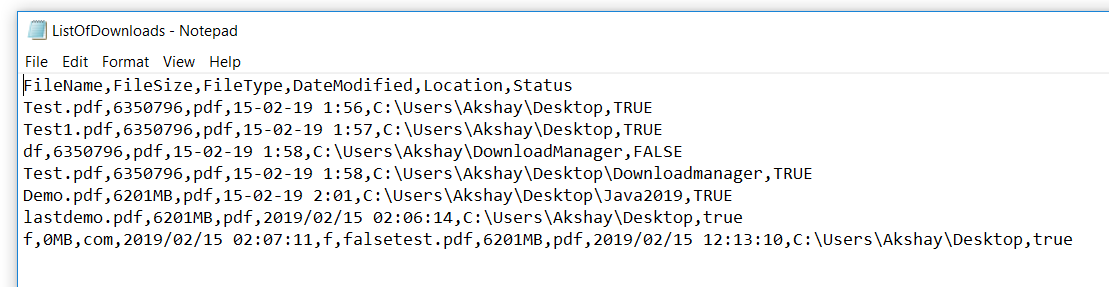 ListOfDownloads - Notepad
File Edit Format View Help
FileName,FileSize,FileType,DateModified,Location,Status
Test.pdf,6350796,pdf,15-02-19 1:56,C:\Users\Akshay\Desktop,TRUE
Test1.pdf,6350796,pdf,15-02-19 1:57,C:\Users\Akshay\Desktop,TRUE
df,6350796,pdf,15-02-19 1:58,C:\Users\Akshay\DownloadManager,FALSE
Test.pdf,6350796,pdf,15-02-19 1:58,C:\Users\Akshay\Desktop\Downloadmanager,TRUE
Demo.pdf,6201MB,pdf,15-02-19 2:01,C:\Users\Akshay\Desktop\Java2019,TRUE
lastdemo.pdf,6201MB,pdf,2019/02/15 02:06:14,C:\Users\Akshay\Desktop,true
f,0MB,com,2019/02/15 02:07:11,f,falsetest.pdf,6201MB,pdf,2019/02/15 12:13:10,C:\Users\Akshay\Desktop,true